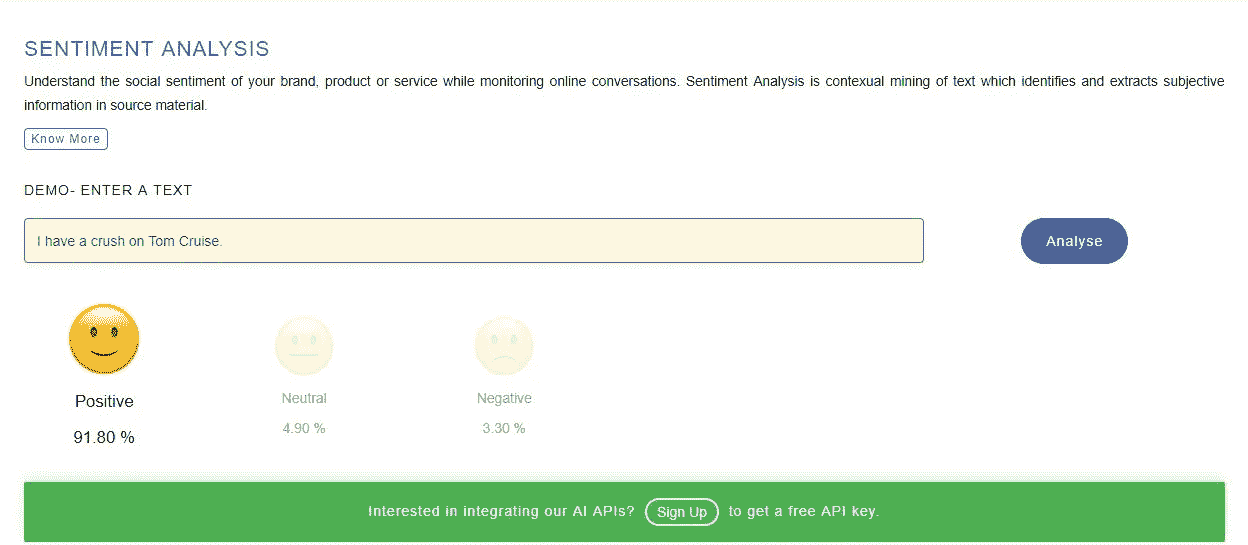 SENTIMENT ANALYSIS
Understand the social sentiment of your brand, product or service while monitoring online conversations. Sentiment Analysis is contexual mining of text which identifies and extracts subjective
information in source material.
Know More
DEMO- ENTER A TEXT
I have a crush on Tom Cruise.
Analyse
Positive
Neutral
Negative
91.80 %
4.90 %
3.30 %
Interested in integrating our AI APIs? Sign Up to get a free API key.